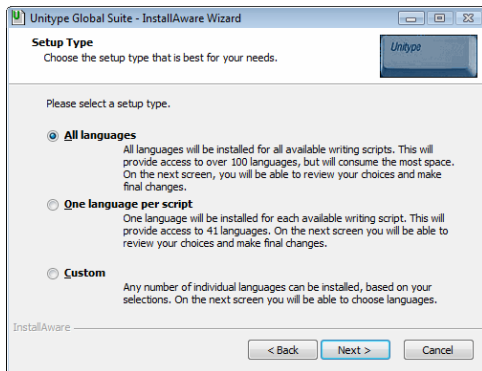 Unitype Global Suite - InstallAware Wizard
Setup Type
Choose the setup type that is best for your needs.
Unitype
Please select a setup type.
All languages
All languages will be installed for all available writing scripts. This will
provide access to over 100 languages, but will consume the most space.
On the next screen, you will be able to review your choices and make
final changes.
One language per script
One language will be installed for each available writing script. This will
provide access to 41 languages. On the next screen you will be able to
review your choices and make final changes.
Custom
Any number of individual languages can be installed, based on your
selections. On the next screen you will be able to choose languages.
InstallAware
< Back Next > Cancel